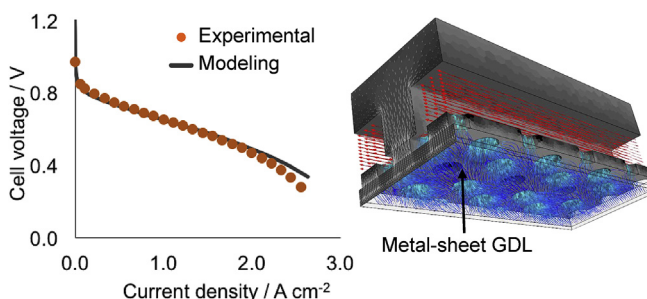 1.2
0.8
0.4
0.0
Cell voltage / V
Experimental
Modeling
0.0 1.0 2.0 3.0
Current density / A cm⁻²
Metal-sheet GDL